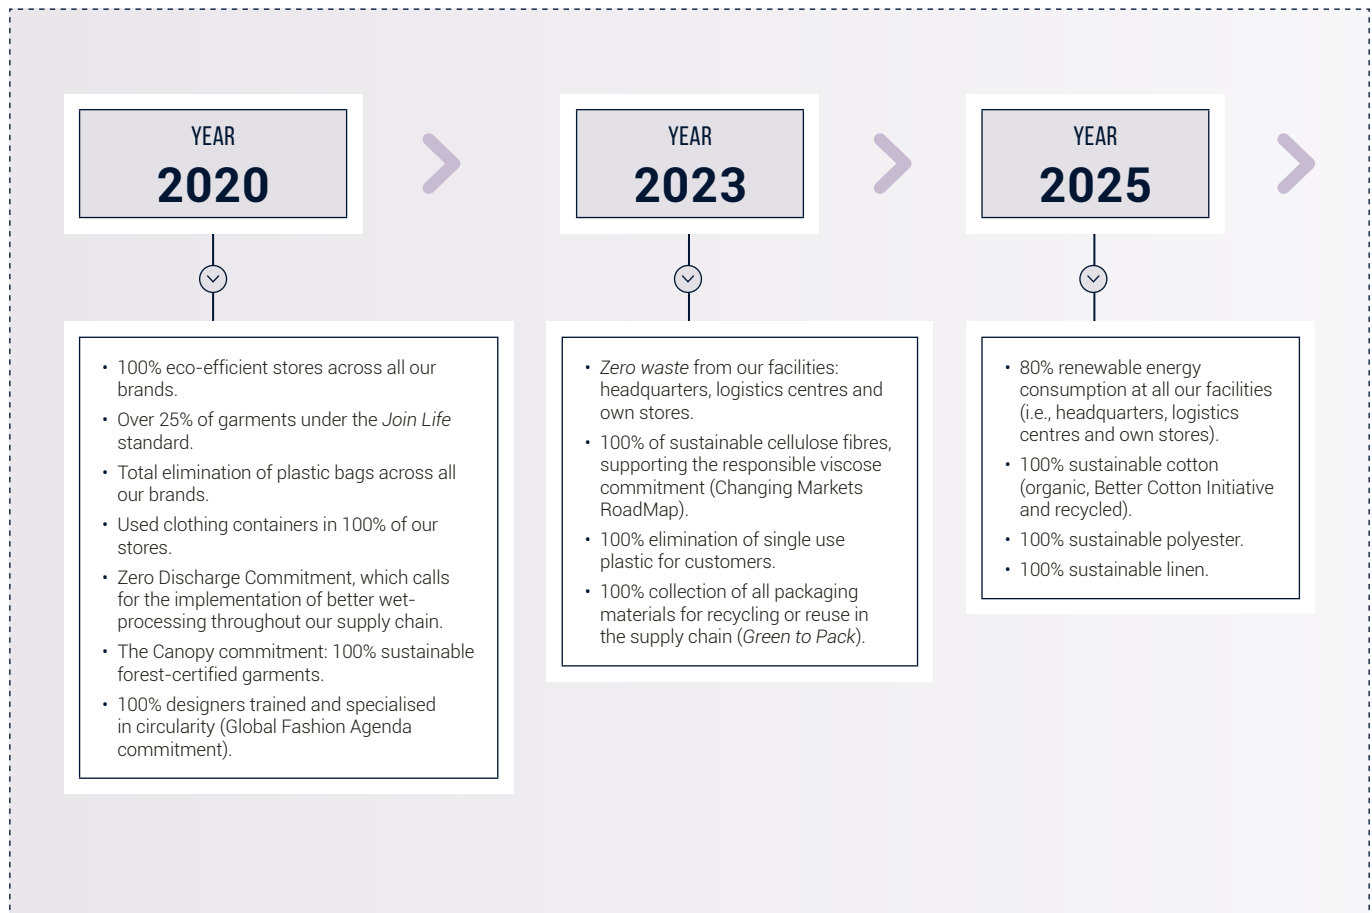 YEAR
2020
• 100% eco-efficient stores across all our
brands.
• Over 25% of garments under the Join Life
standard.
• Total elimination of plastic bags across all
our brands.
• Used clothing containers in 100% of our
stores.
• Zero Discharge Commitment, which calls
for the implementation of better wet-
processing throughout our supply chain.
• The Canopy commitment: 100% sustainable
forest-certified garments.
• 100% designers trained and specialised
in circularity (Global Fashion Agenda
commitment).
YEAR
2023
• Zero waste from our facilities:
headquarters, logistics centres and
own stores.
• 100% of sustainable cellulose fibres,
supporting the responsible viscose
commitment (Changing Markets
RoadMap).
• 100% elimination of single use
plastic for customers.
• 100% collection of all packaging
materials for recycling or reuse in
the supply chain (Green to Pack).
YEAR
2025
• 80% renewable energy
consumption at all our facilities
(i.e., headquarters, logistics
centres and own stores).
• 100% sustainable cotton
(organic, Better Cotton Initiative
and recycled).
• 100% sustainable polyester.
• 100% sustainable linen.